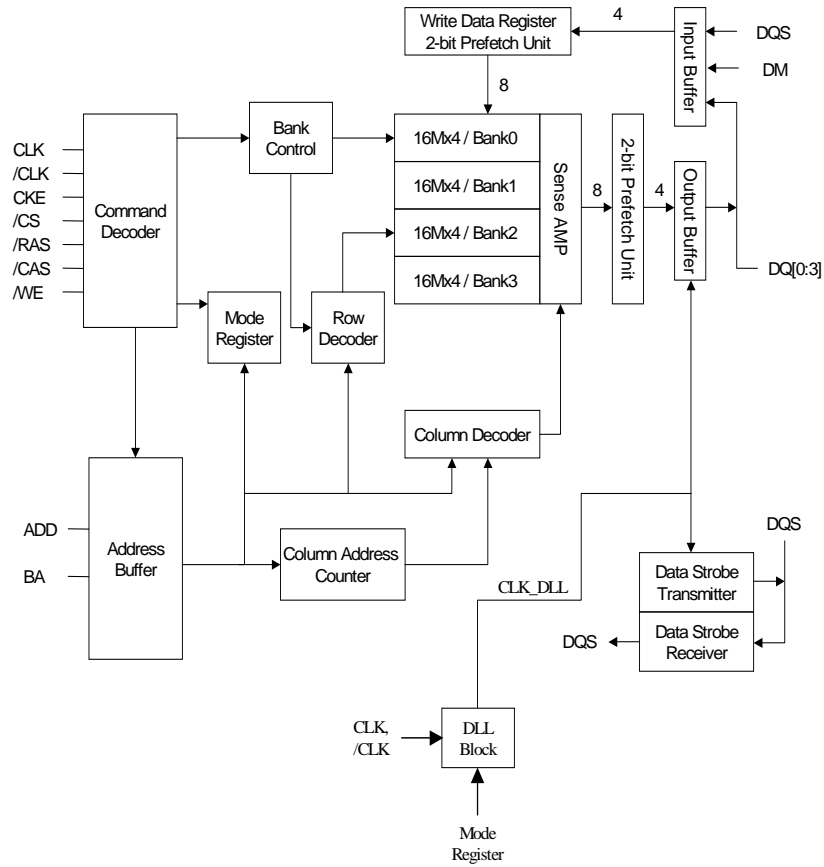 Write Data Register
2-bit Prefetch Unit
4
Input Buffer
DQS
DM
8
Bank
Control
16Mx4 / Bank0
16Mx4 / Bank1
16Mx4 / Bank2
16Mx4 / Bank3
Sense AMP
8
2-bit Prefetch Unit
4
Output Buffer
DQ[0:3]
CLK
/CLK
CKE
/CS
/RAS
/CAS
/WE
Command
Decoder
Mode
Register
Row
Decoder
Column Decoder
ADD
BA
Address
Buffer
Column Address
Counter
CLK_DLL
DQS
Data Strobe
Transmitter
Data Strobe
Receiver
DQS
CLK,
/CLK
DLL
Block
Mode
Register